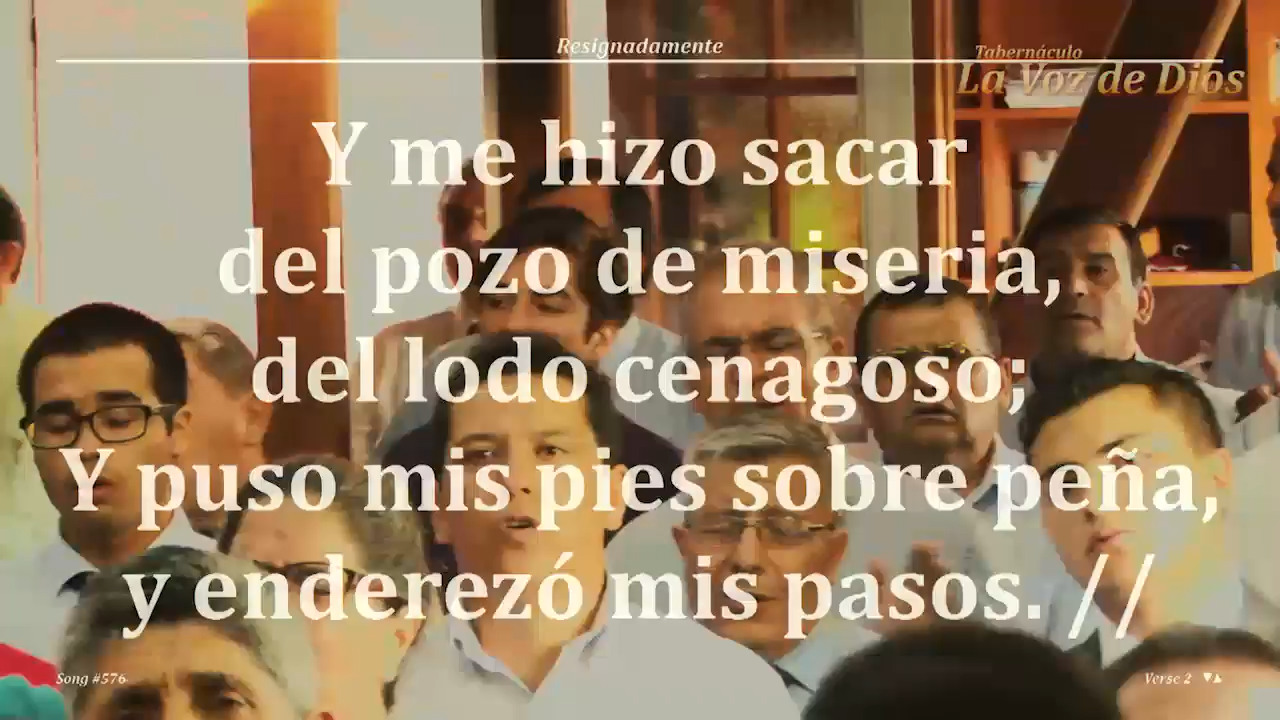 Resignadamente
Tabernáculo
La Voz de Dios
Y me hizo sacar
del pozo de miseria,
del lodo cenagoso;
Y puso mis pies sobre peña,
y enderezó mis pasos. //
Song #576
Verse 2 ▼▲